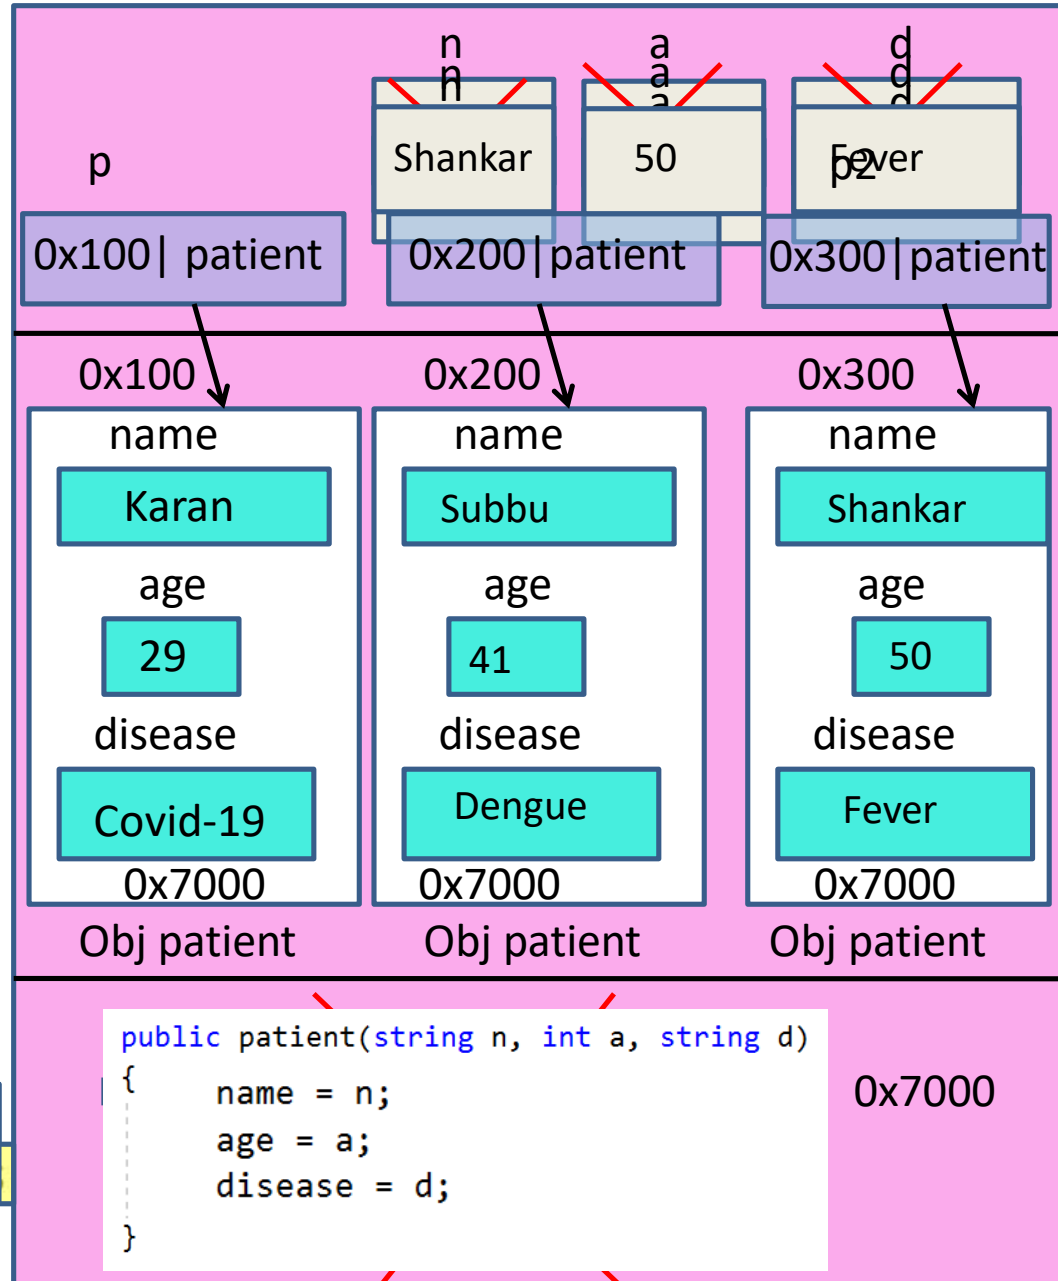 n a d
n a d
n a d
Shankar 50 Fever
p p2
0x100| patient 0x200|patient 0x300|patient
0x100 0x200 0x300
name name name
Karan Subbu Shankar
age age age
29 41 50
disease disease disease
Covid-19 Dengue Fever
0x7000 0x7000 0x7000
Obj patient Obj patient Obj patient
public patient(string n, int a, string d)
{
name = n;
0x7000
age = a;
disease = d;
}